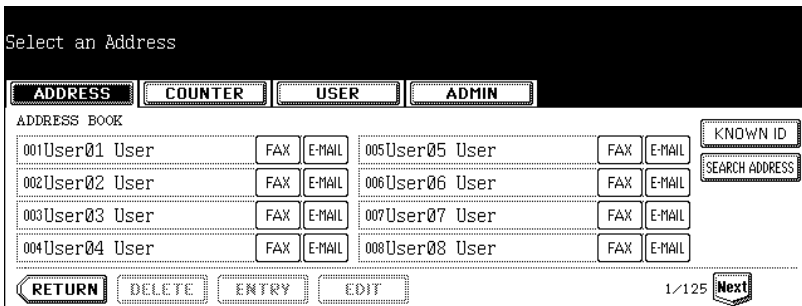 Select an Address
ADDRESS COUNTER USER ADMIN
ADDRESS BOOK
KNOWN ID
001User01 User FAX E-MAIL 005User05 User FAX E-MAIL
SEARCH ADDRESS
002User02 User FAX E-MAIL 006User06 User FAX E-MAIL
003User03 User FAX E-MAIL 007User07 User FAX E-MAIL
004User04 User FAX E-MAIL 008User08 User FAX E-MAIL
RETURN DELETE ENTRY EDIT 1/125 Next